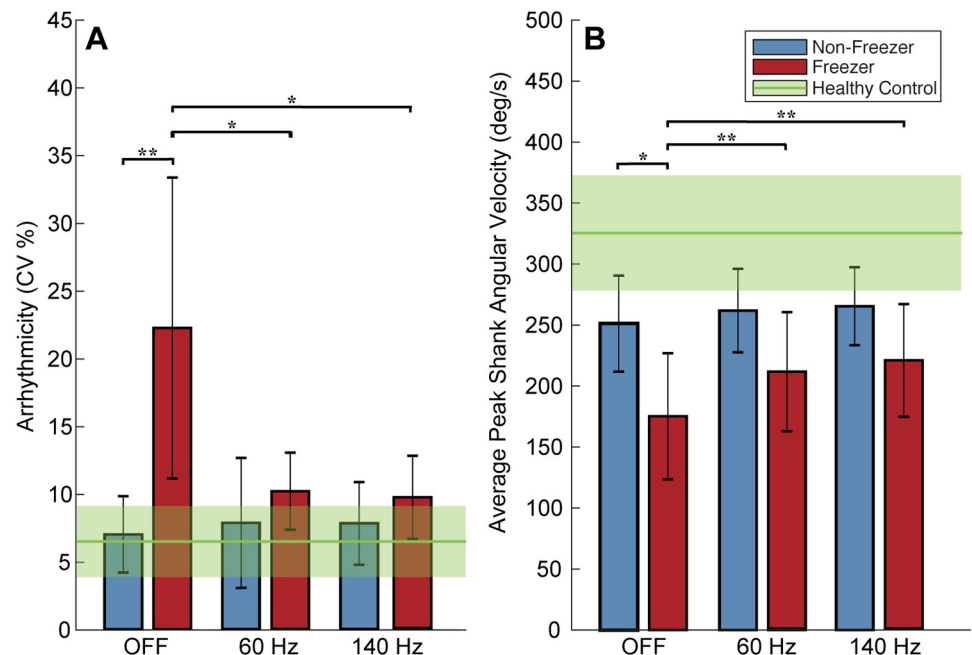 A
Arrhythmicity (CV %)
45
40
35
30
25
20
15
10
5
0
**
*
*
OFF
60 Hz
140 Hz
B
Average Peak Shank Angular Velocity (deg/s)
500
450
400
350
300
250
200
150
100
50
0
Non-Freezer
Freezer
Healthy Control
*
**
**
OFF
60 Hz
140 Hz